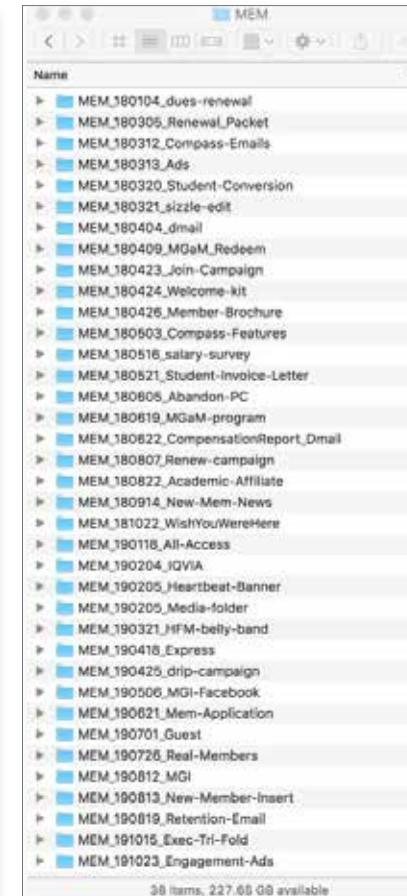 MEM
Name
MEM_180104_dues-renewal
MEM_180305_Renewal_Packet
MEM_180312_Compass-Emails
MEM_180313_Ads
MEM_180320_Student-Conversion
MEM_180321_sizzle-edit
MEM_180404_dmail
MEM_180409_MGaM_Redeem
MEM_180423_Join-Campaign
MEM_180424_Welcome-kit
MEM_180426_Member-Brochure
MEM_180503_Compass-Features
MEM_180516_salary-survey
MEM_180521_Student-Invoice-Letter
MEM_180605_Abandon-PC
MEM_180619_MGaM-program
MEM_180622_CompensationReport_Dmail
MEM_180807_Renew-campaign
MEM_180822_Academic-Affiliate
MEM_180914_New-Mem-News
MEM_181022_WishYouWereHere
MEM_190118_All-Access
MEM_190204_IQVIA
MEM_190205_Heartbeat-Banner
MEM_190205_Media-folder
MEM_190321_HFM-belly-band
MEM_190418_Express
MEM_190425_drip-campaign
MEM_190506_MGI-Facebook
MEM_190621_Mem-Application
MEM_190701_Guest
MEM_190726_Real-Members
MEM_190812_MGI
MEM_190813_New-Member-Insert
MEM_190819_Retention-Email
MEM_191015_Exec-Tri-Fold
MEM_191023_Engagement-Ads
38 items, 227.65 GB available